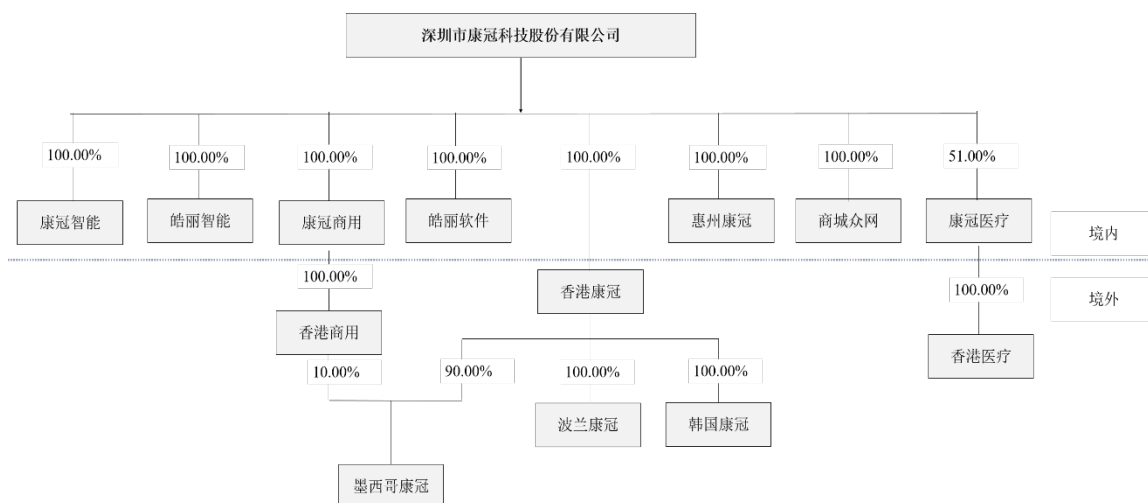 深圳市康冠科技股份有限公司
100.00%
100.00%
100.00%
100.00%
100.00%
100.00%
100.00%
51.00%
康冠智能
皓丽智能
康冠商用
皓丽软件
惠州康冠
商城众网
康冠医疗
境内
100.00%
香港康冠
100.00%
境外
香港商用
香港医疗
10.00%
90.00%
100.00%
100.00%
波兰康冠
韩国康冠
墨西哥康冠